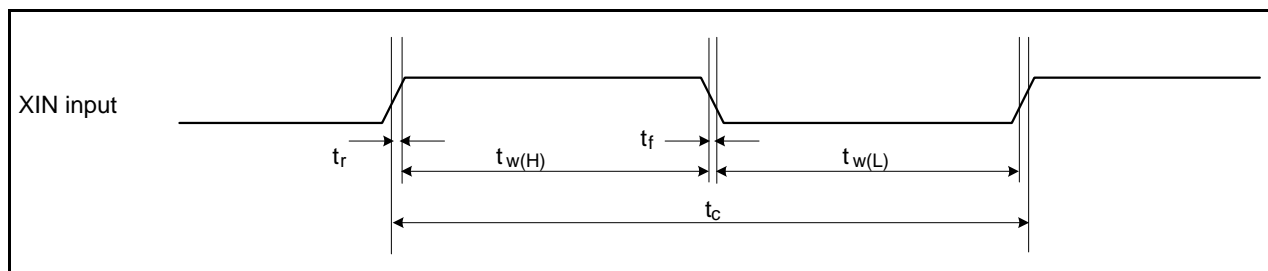 XIN input
tr
tw(H)
tf
tw(L)
tc